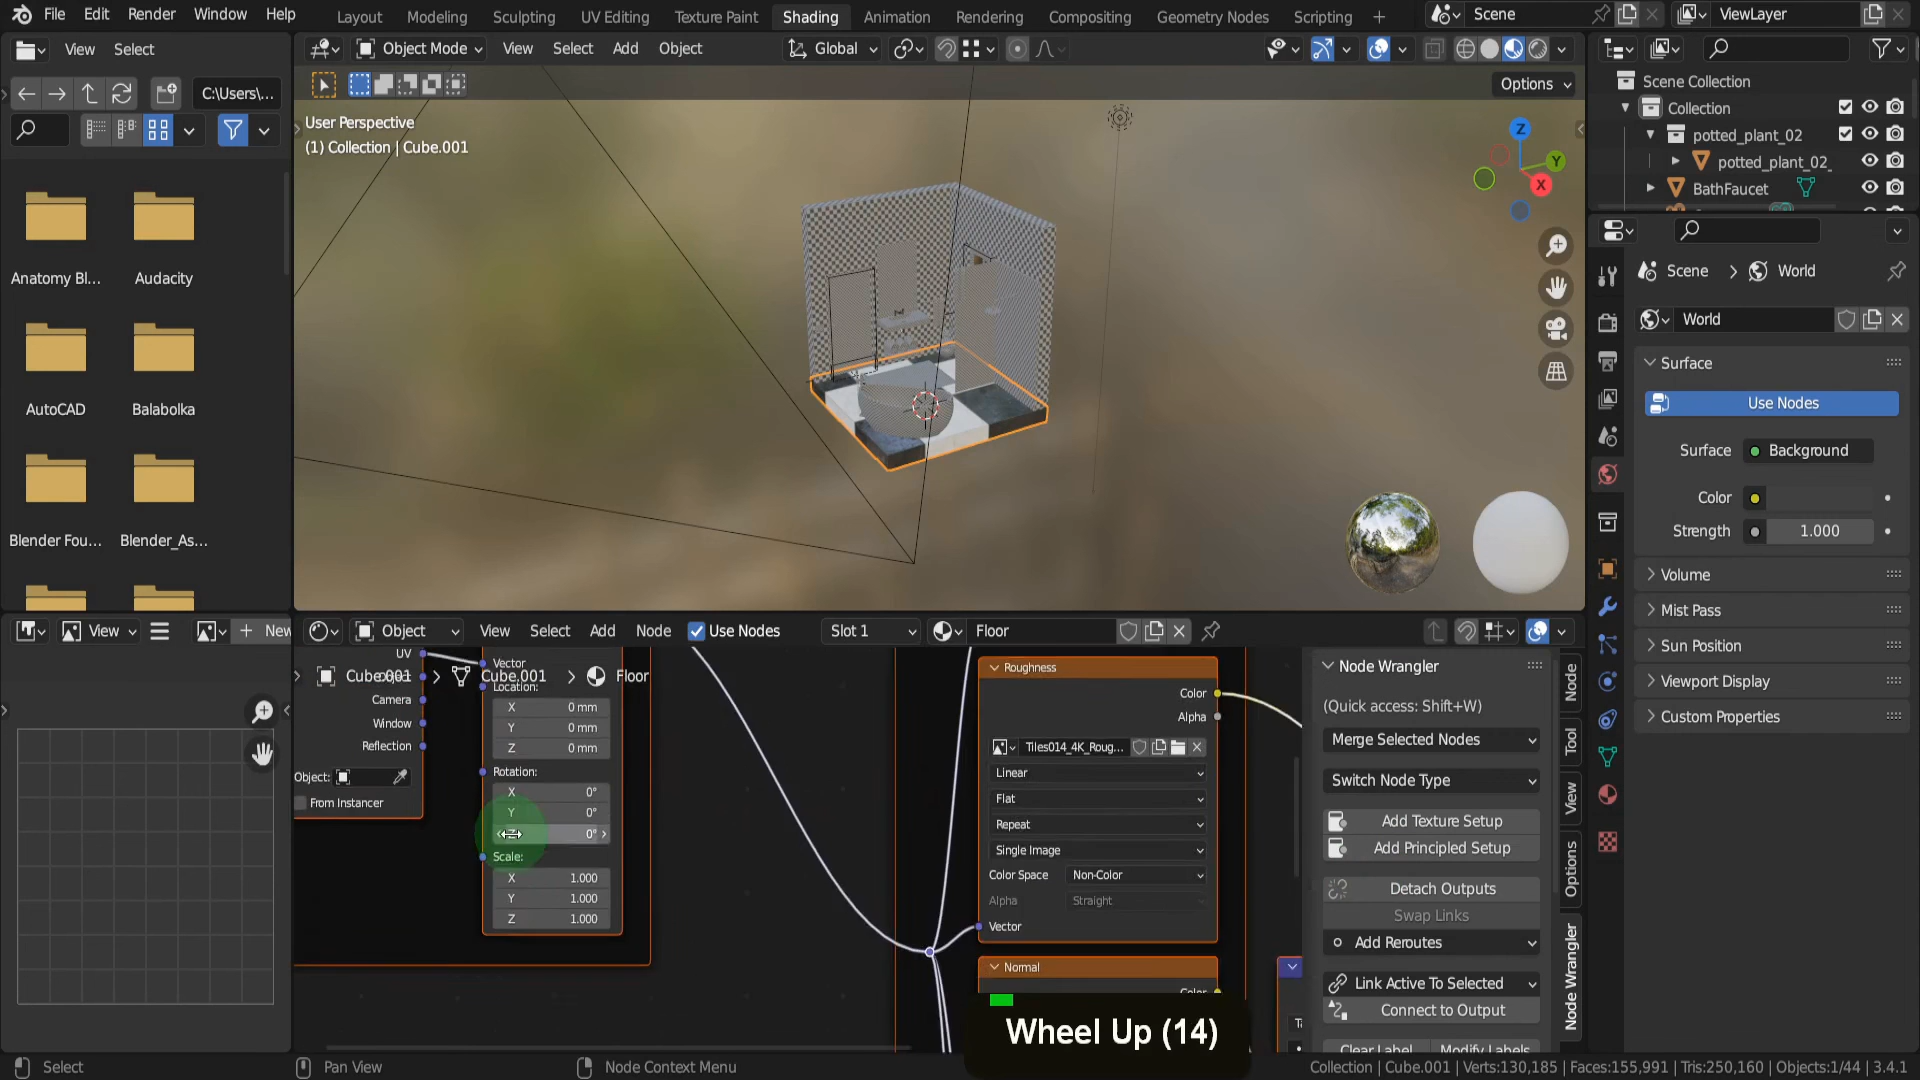 File Edit Render Window Help
Layout Modeling Sculpting UV Editing Texture Paint Shading Animation Rendering Compositing Geometry Nodes Scripting
Scene
ViewLayer
View Select
C:\Users\...
Anatomy Bl...
Audacity
AutoCAD
Balabolka
Blender Fou...
Blender_As...
Object Mode
View Select Add Object
Global
Options
User Perspective
(1) Collection | Cube.001
Z
Y
X
Scene Collection
Collection
potted_plant_02
potted_plant_02_
BathFaucet
Scene
World
World
Surface
Use Nodes
Surface
Background
Color
Strength
1.000
Volume
Mist Pass
Sun Position
Viewport Display
Custom Properties
View
New
Object
View Select Add Node
Use Nodes
Slot 1
Floor
Cube.001
Cube.001
Floor
UV
Camera
Window
Reflection
Object:
From Instancer
Vector
Location:
X 0 mm
Y 0 mm
Z 0 mm
Rotation:
X 0°
Y 0°
0°
Scale:
X 1.000
Y 1.000
Z 1.000
Roughness
Color
Alpha
Tiles014_4K_Roug...
Linear
Flat
Repeat
Single Image
Color Space Non-Color
Alpha Straight
Vector
Normal
Node Wrangler
(Quick access: Shift+W)
Merge Selected Nodes
Switch Node Type
Add Texture Setup
Add Principled Setup
Detach Outputs
Swap Links
Add Reroutes
Link Active To Selected
Connect to Output
Clear Label
Modify Labels
Node
Tool
View
Options
Node Wrangler
Wheel Up (14)
Select
Pan View
Node Context Menu
Collection | Cube.001 | Verts:130,185 | Faces:155,991 | Tris:250,160 | Objects:1/44 | 3.4.1